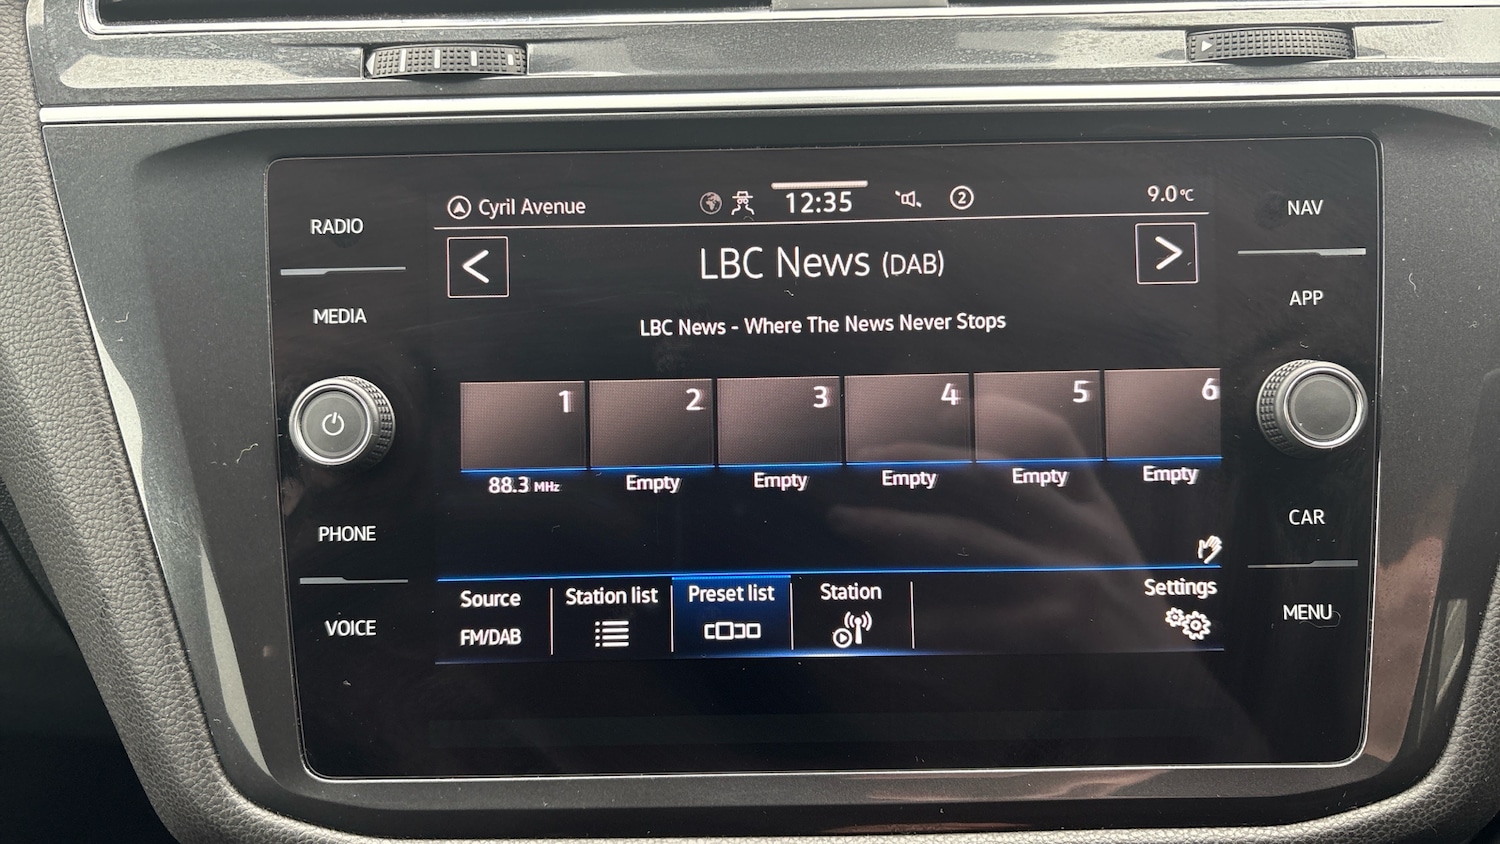 Cyril Avenue 12:35 2 9.0°C
RADIO
MEDIA
PHONE
VOICE
< LBC News (DAB) >
LBC News - Where The News Never Stops
1 2 3 4 5 6
88.3 MHz Empty Empty Empty Empty Empty
Source Station list Preset list Station Settings
FM/DAB
NAV
APP
CAR
MENU